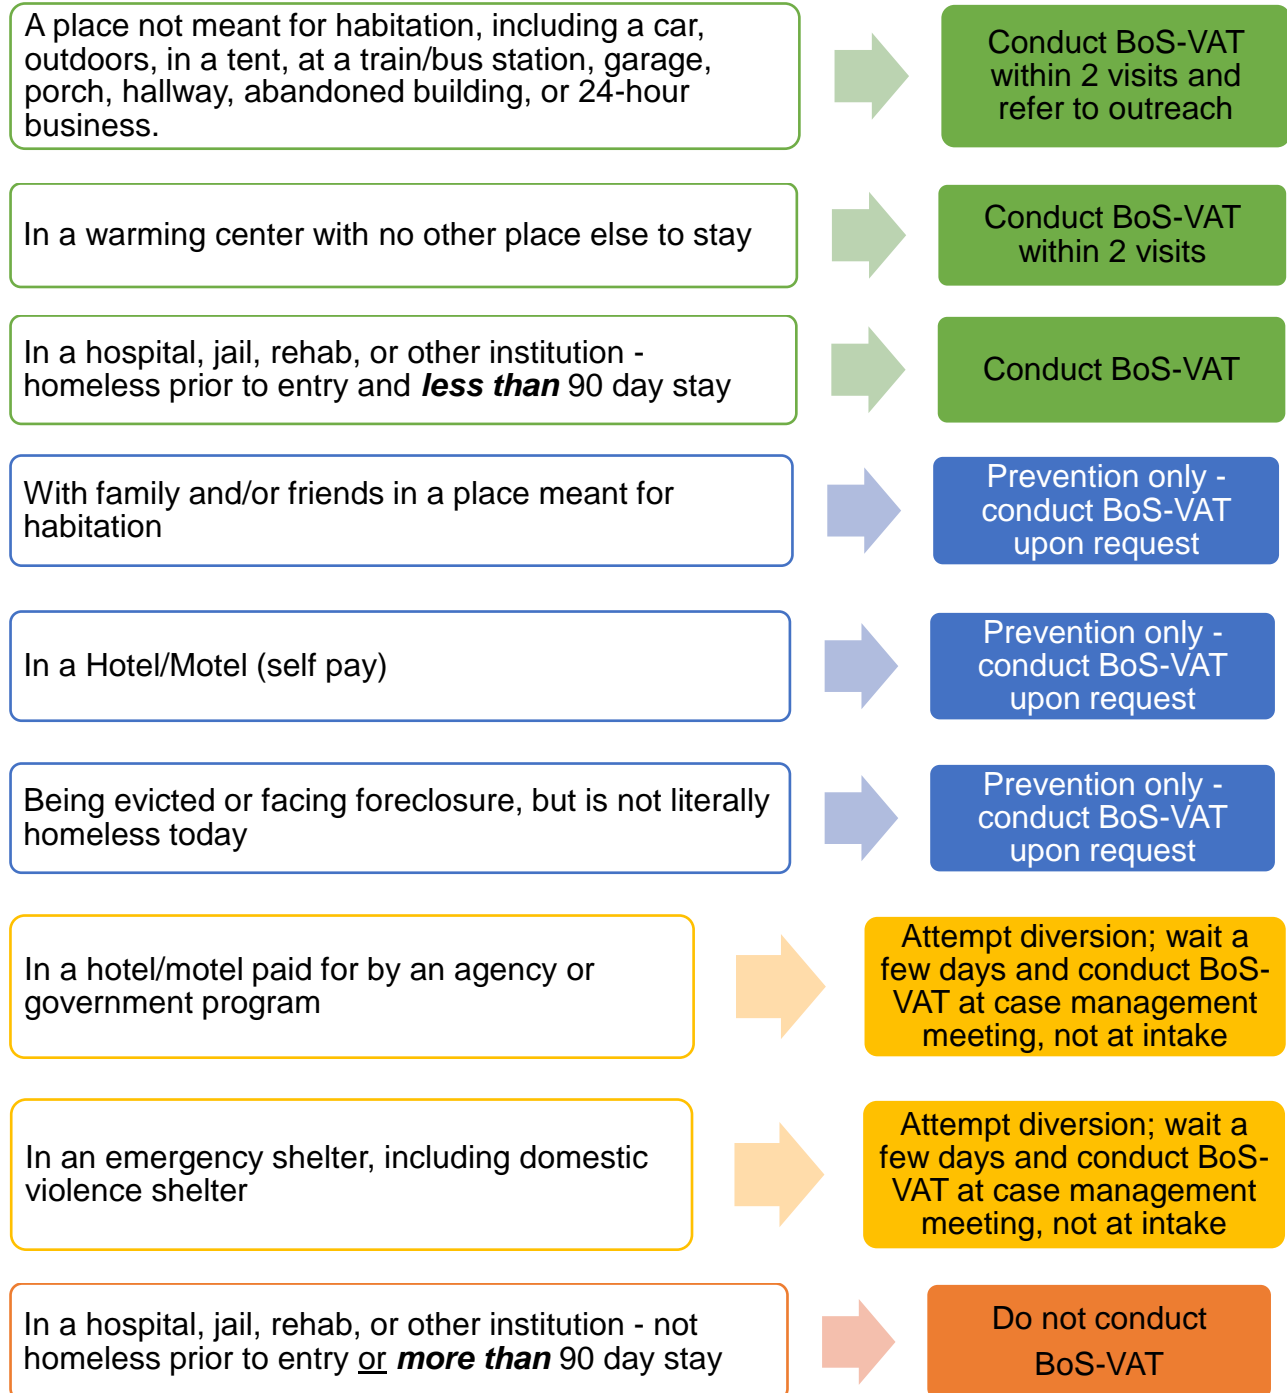 A place not meant for habitation, including a car,
outdoors, in a tent, at a train/bus station, garage,
porch, hallway, abandoned building, or 24-hour
business.
Conduct BoS-VAT
within 2 visits and
refer to outreach
In a warming center with no other place else to stay
Conduct BoS-VAT
within 2 visits
In a hospital, jail, rehab, or other institution -
homeless prior to entry and less than 90 day stay
Conduct BoS-VAT
With family and/or friends in a place meant for
habitation
Prevention only -
conduct BoS-VAT
upon request
In a Hotel/Motel (self pay)
Prevention only -
conduct BoS-VAT
upon request
Being evicted or facing foreclosure, but is not literally
homeless today
Prevention only -
conduct BoS-VAT
upon request
In a hotel/motel paid for by an agency or
government program
Attempt diversion; wait a
few days and conduct BoS-
VAT at case management
meeting, not at intake
In an emergency shelter, including domestic
violence shelter
Attempt diversion; wait a
few days and conduct BoS-
VAT at case management
meeting, not at intake
In a hospital, jail, rehab, or other institution - not
homeless prior to entry or more than 90 day stay
Do not conduct
BoS-VAT